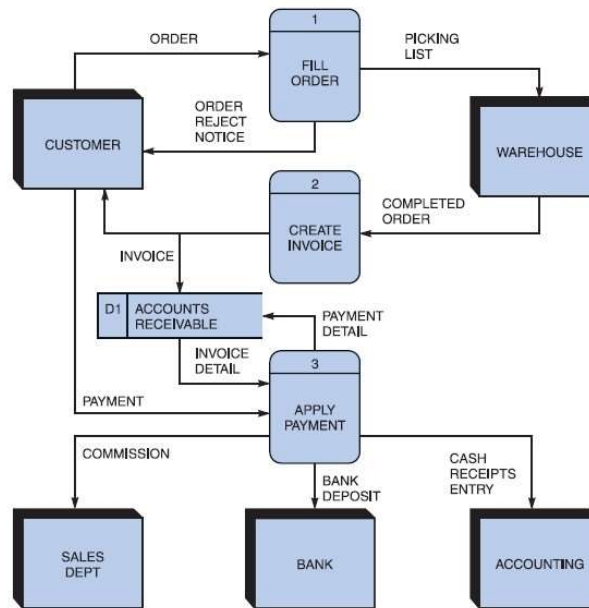 1
ORDER
FILL
ORDER
PICKING
LIST
ORDER
REJECT
NOTICE
CUSTOMER
WAREHOUSE
2
CREATE
INVOICE
COMPLETED
ORDER
INVOICE
D1
ACCOUNTS
RECEIVABLE
PAYMENT
DETAIL
INVOICE
DETAIL
3
APPLY
PAYMENT
PAYMENT
COMMISSION
BANK
DEPOSIT
CASH
RECEIPTS
ENTRY
SALES
DEPT
BANK
ACCOUNTING